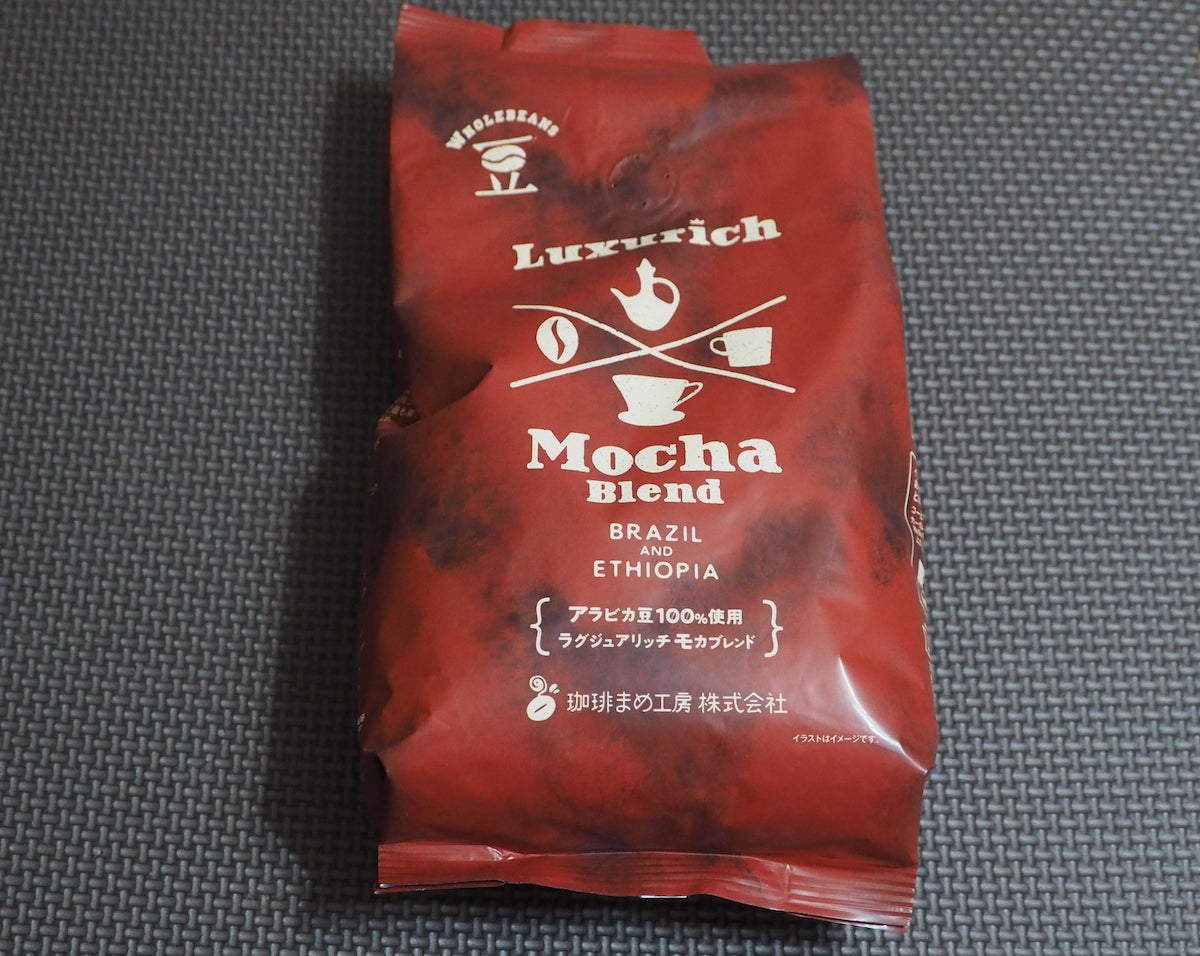 WHOLEBEANS
豆
Luxurich
Mocha
Blend
BRAZIL
AND
ETHIOPIA
アラビカ豆100%使用
ラグジュアリッチ モカブレンド
珈琲まめ工房 株式会社
イラストはイメージです。